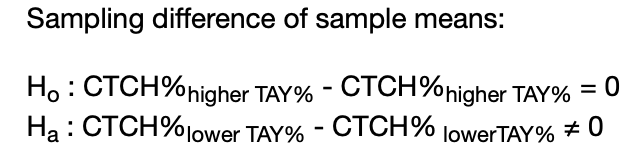 Sampling difference of sample means:
H₀ : CTCH%higher TAY% - CTCH%higher TAY% = 0
Hₐ : CTCH%lower TAY% - CTCH% lowerTAY% ≠ 0